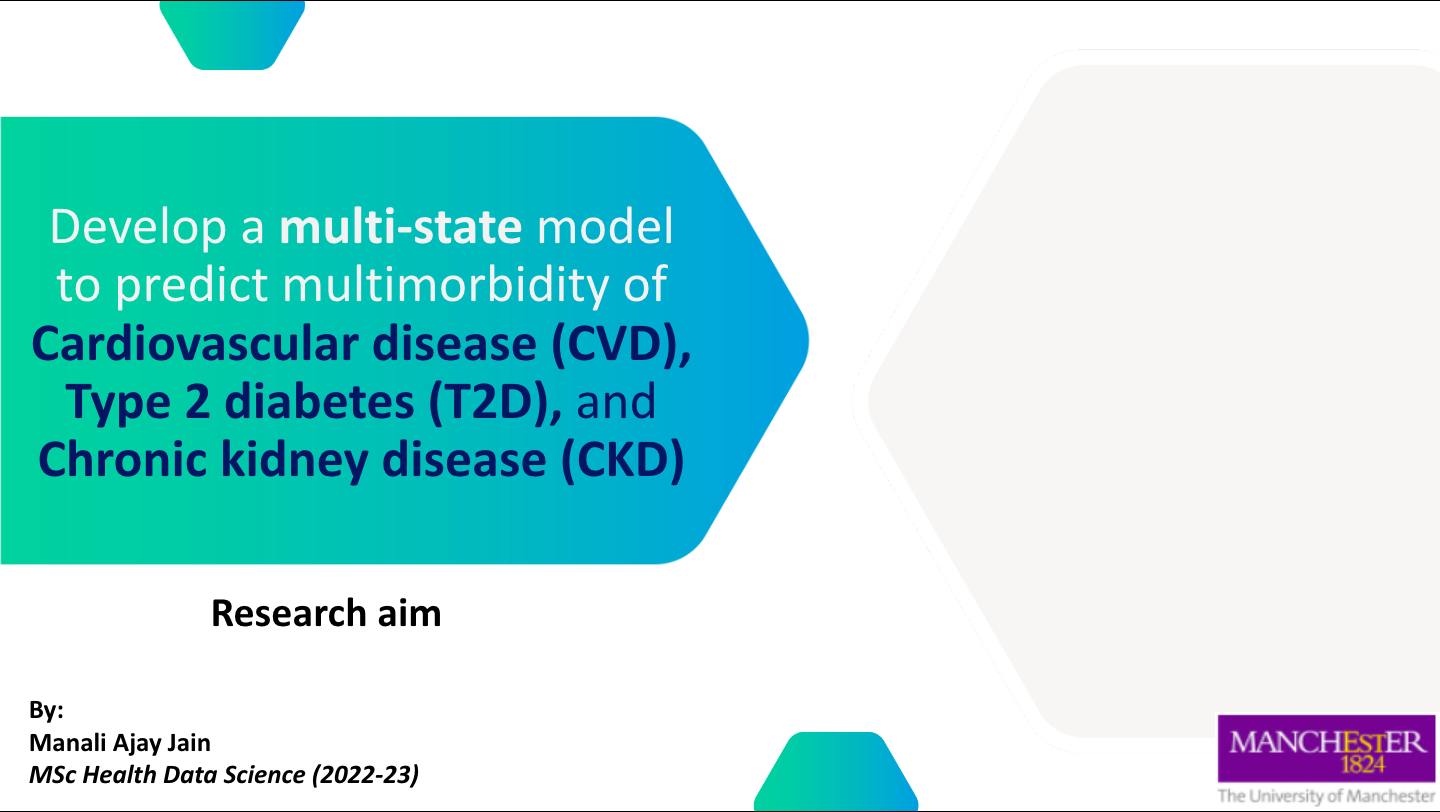 Develop a multi-state model
to predict multimorbidity of
Cardiovascular disease (CVD),
Type 2 diabetes (T2D), and
Chronic kidney disease (CKD)
Research aim
By:
Manali Ajay Jain
MSc Health Data Science (2022-23)
MANCHESTER
1824
The University of Manchester